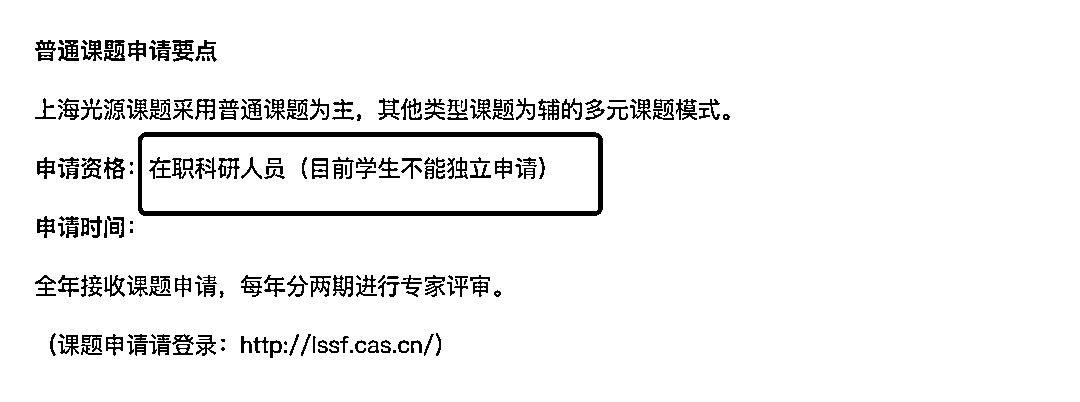 普通课题申请要点
上海光源课题采用普通课题为主，其他类型课题为辅的多元课题模式。
申请资格：在职科研人员（目前学生不能独立申请）
申请时间：
全年接收课题申请，每年分两期进行专家评审。
（课题申请请登录：http://lssf.cas.cn/）